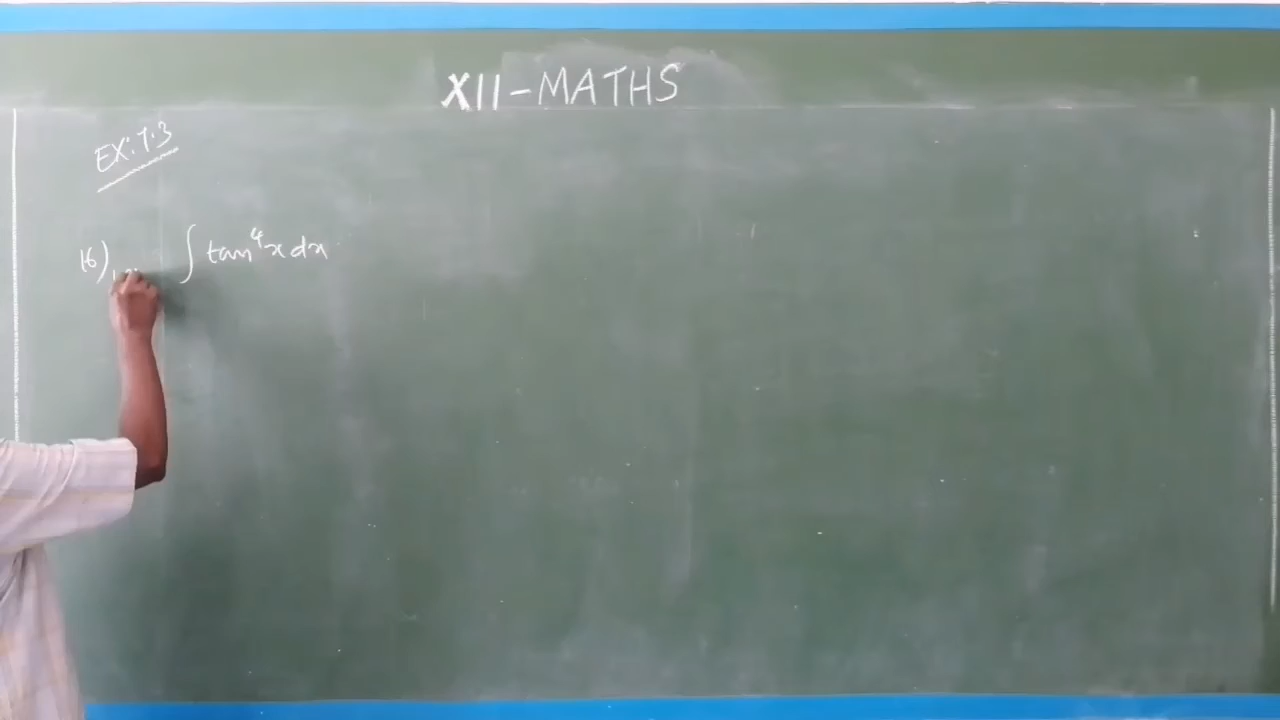 XII-MATHS
EX:7.3
16) ∫ tan⁴x dx